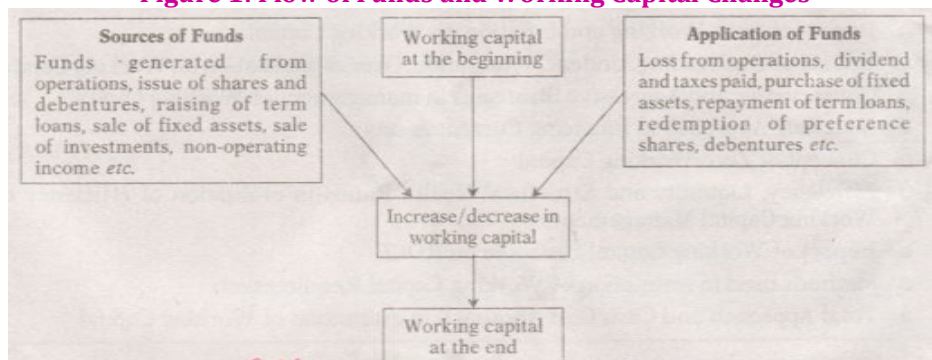 Figure 1: Flow of Funds and Working Capital Changes
Sources of Funds
Funds generated from
operations, issue of shares and
debentures, raising of term
loans, sale of fixed assets, sale
of investments, non-operating
income etc.
Working capital
at the beginning
Application of Funds
Loss from operations, dividend
and taxes paid, purchase of fixed
assets, repayment of term loans,
redemption of preference
shares, debentures etc.
Increase/decrease in
working capital
Working capital
at the end